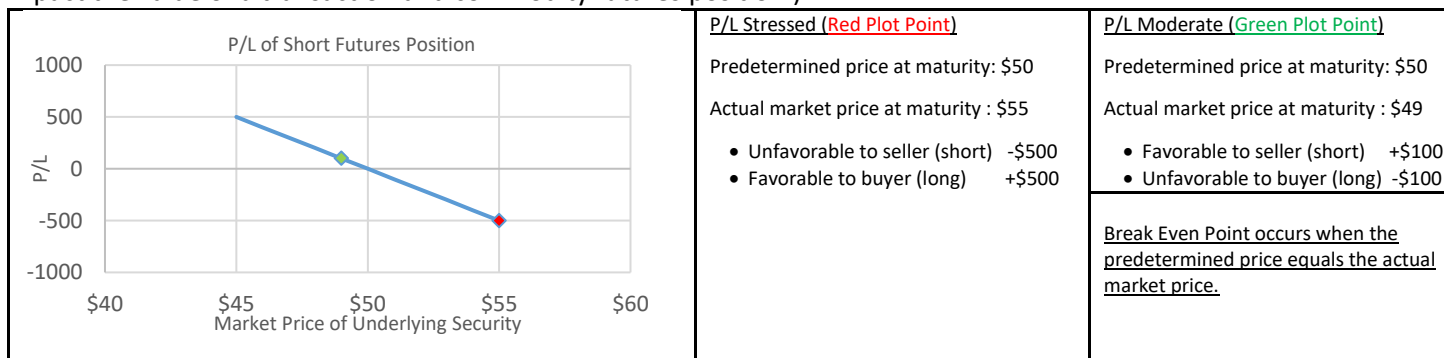 P/L of Short Futures Position
1000
500
0
-500
-1000
P/L
$40 $45 $50 $55 $60
Market Price of Underlying Security
P/L Stressed (Red Plot Point)
Predetermined price at maturity: $50
Actual market price at maturity : $55
• Unfavorable to seller (short) -$500
• Favorable to buyer (long) +$500
P/L Moderate (Green Plot Point)
Predetermined price at maturity: $50
Actual market price at maturity : $49
• Favorable to seller (short) +$100
• Unfavorable to buyer (long) -$100
Break Even Point occurs when the
predetermined price equals the actual
market price.